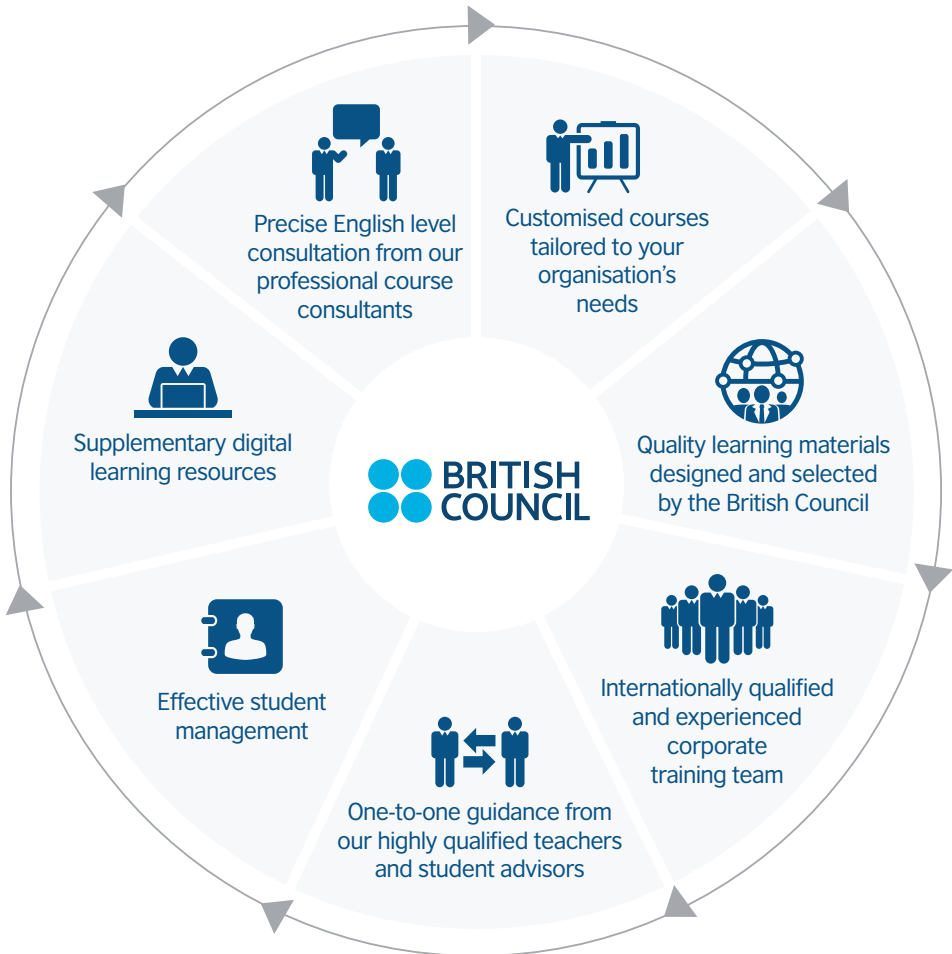 Precise English level
consultation from our
professional course
consultants
Customised courses
tailored to your
organisation’s
needs
Quality learning materials
designed and selected
by the British Council
Internationally qualified
and experienced
corporate
training team
One-to-one guidance from
our highly qualified teachers
and student advisors
Effective student
management
Supplementary digital
learning resources
BRITISH
COUNCIL